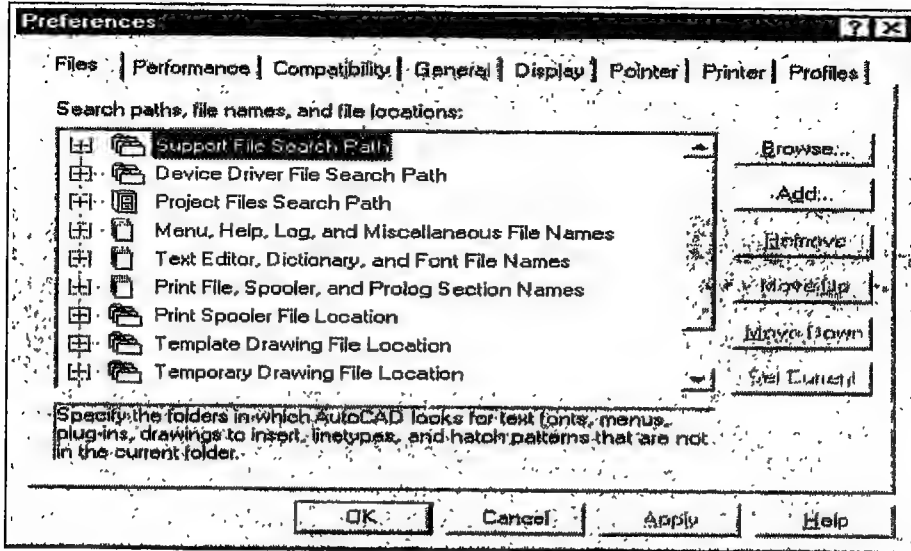 Preferences
Files Performance Compatibility General Display Pointer Printer Profiles
Search paths, file names, and file locations:
Support File Search Path
Device Driver File Search Path
Project Files Search Path
Menu, Help, Log, and Miscellaneous File Names
Text Editor, Dictionary, and Font File Names
Print File, Spooler, and Prolog Section Names
Print Spooler File Location
Template Drawing File Location
Temporary Drawing File Location
Browse...
Add...
Remove
Move Up
Move Down
Set Current
Specify the folders in which AutoCAD looks for text fonts, menus,
plug-ins, drawings to insert, linetypes, and hatch patterns that are not
in the current folder.
OK Cancel Apply Help